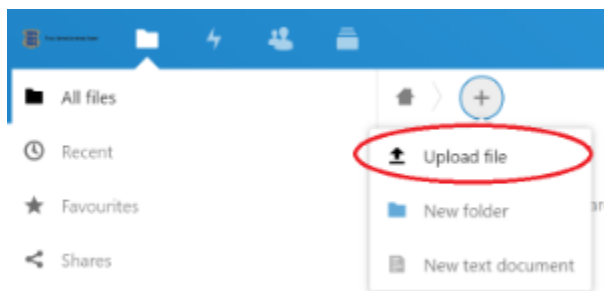 All files
Recent
Favourites
Shares
Upload file
New folder
New text document